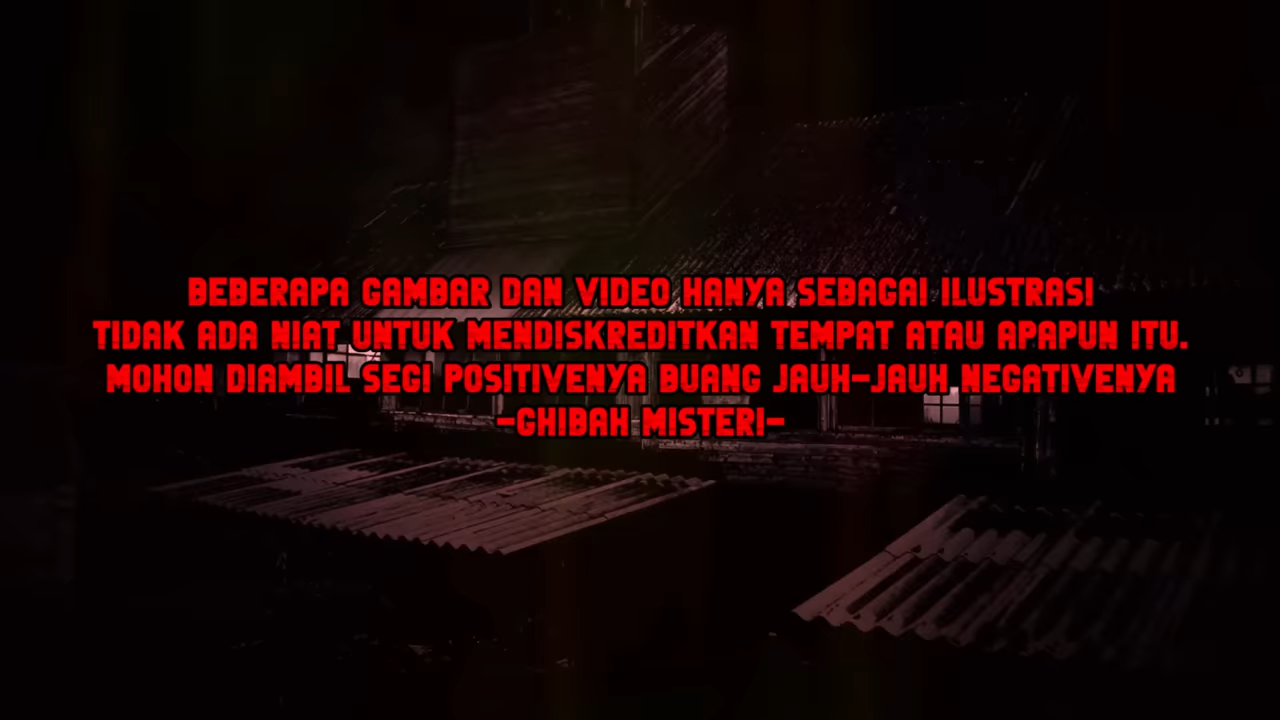 BEBERAPA GAMBAR DAN VIDEO HANYA SEBAGAI ILUSTRASI
TIDAK ADA NIAT UNTUK MENDISKREDITKAN TEMPAT ATAU APAPUN ITU.
MOHON DIAMBIL SEGI POSITIVENYA BUANG JAUH-JAUH NEGATIVENYA
-GHIBAH MISTERI-